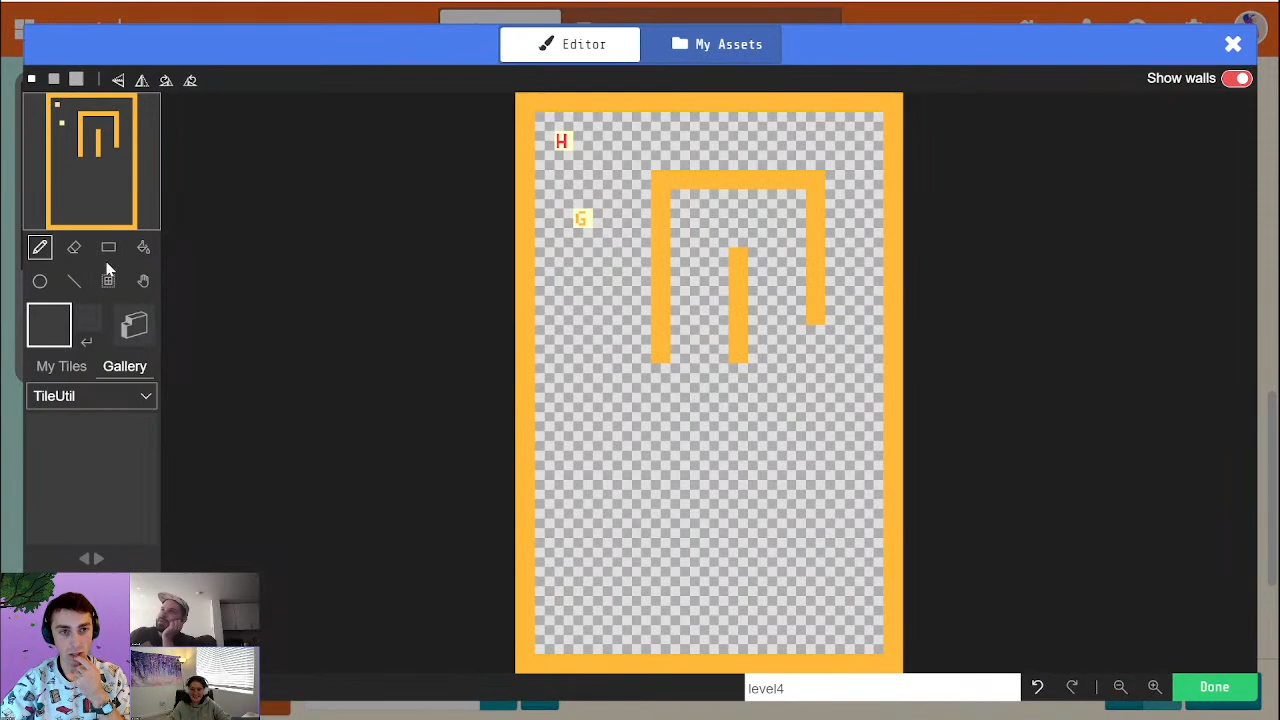 Editor
My Assets
Show walls
H
G
My Tiles
Gallery
TileUtil
level4
Done